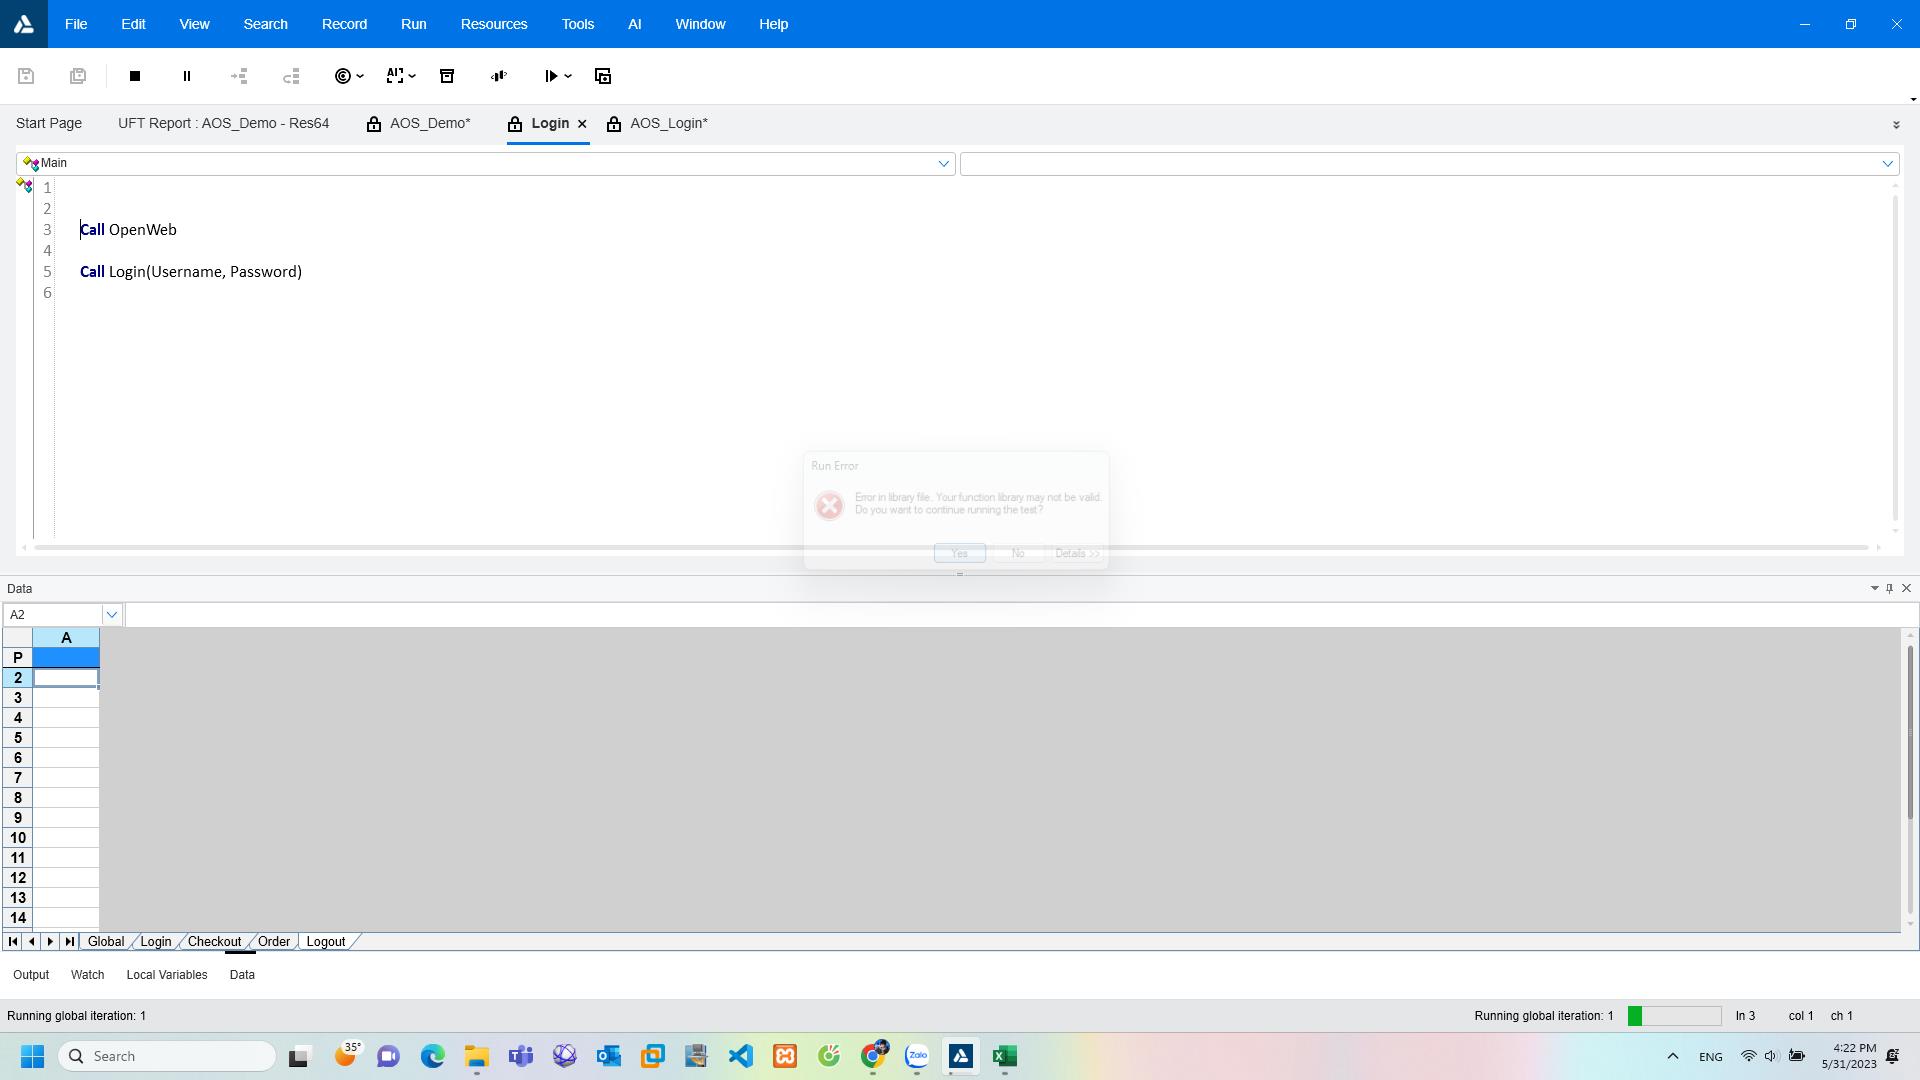 File Edit View Search Record Run Resources Tools AI Window Help
AI
Start Page UFT Report : AOS_Demo - Res64 AOS_Demo* Login AOS_Login*
Main
1
2
3 Call OpenWeb
4
5 Call Login(Username, Password)
6
Run Error
Error in library file. Your function library may not be valid.
Do you want to continue running the test?
Yes No Details >>
Data
A2
A
P
2
3
4
5
6
7
8
9
10
11
12
13
14
Global Login Checkout Order Logout
Output Watch Local Variables Data
Running global iteration: 1 Running global iteration: 1 ln 3 col 1 ch 1
Search 35° Zalo ENG 4:22 PM
5/31/2023